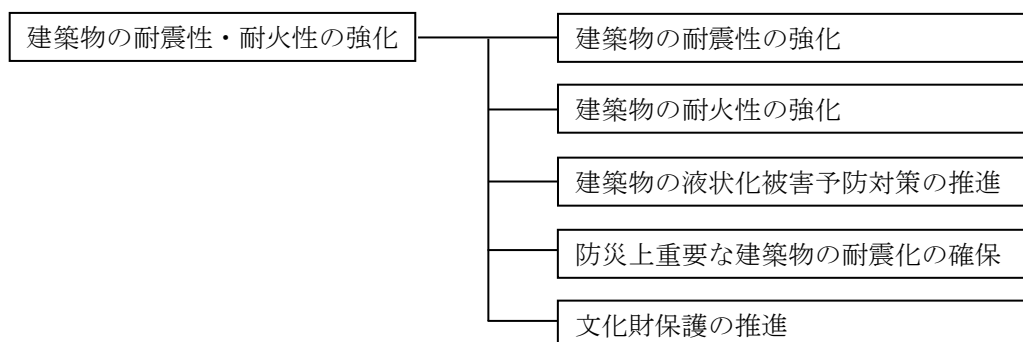 建築物の耐震性・耐火性の強化
建築物の耐震性の強化
建築物の耐火性の強化
建築物の液状化被害予防対策の推進
防災上重要な建築物の耐震化の確保
文化財保護の推進